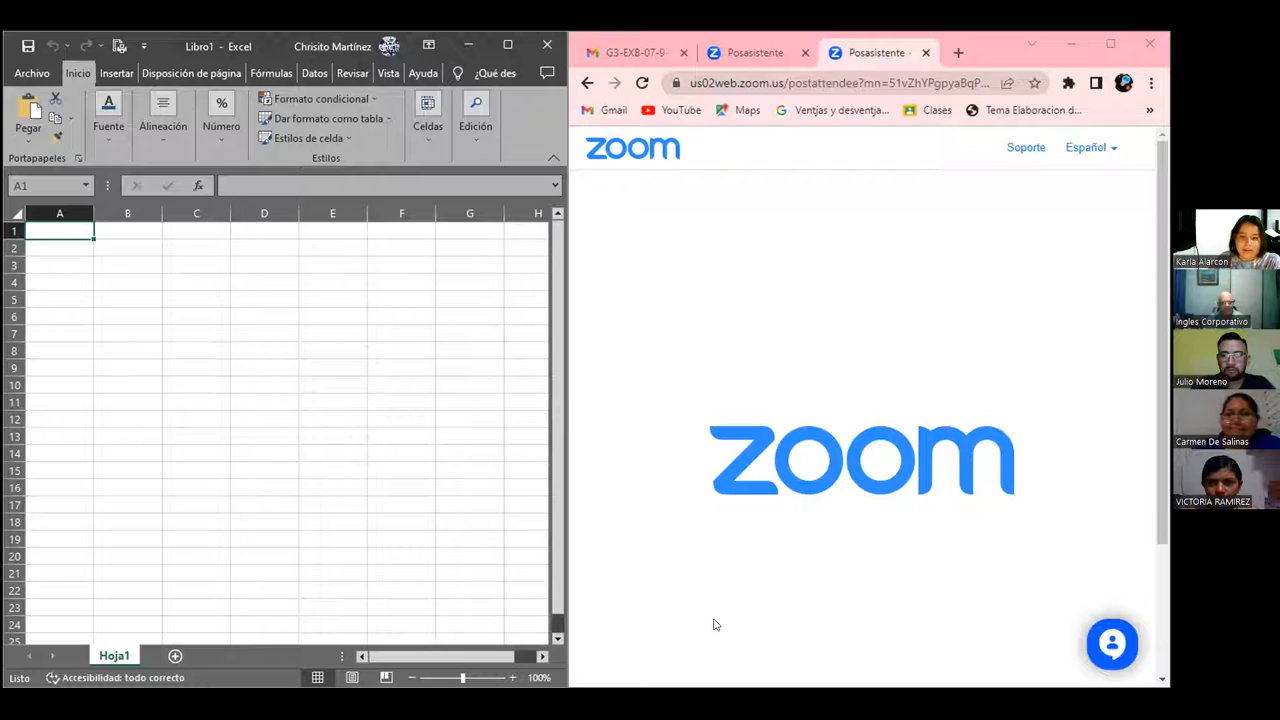 Libro1 - Excel
Chrisito Martínez
Archivo Inicio Insertar Disposición de página Fórmulas Datos Revisar Vista Ayuda ¿Qué des
Pegar
Fuente
Alineación
%
Número
Formato condicional
Dar formato como tabla
Estilos de celda
Celdas
Edición
Portapapeles
Estilos
A1
fx
A B C D E F G H
1
2
3
4
5
6
7
8
9
10
11
12
13
14
15
16
17
18
19
20
21
22
23
24
25
Hoja1
Listo
Accesibilidad: todo correcto
100%
G3-EXB-07-9-
Posasistente
Posasistente -
us02web.zoom.us/postattendee?mn=51vZhYPgpyaBqP...
Gmail YouTube Maps Ventjas y desventja... Clases Tema Elaboracion d... »
zoom
Soporte
Español
zoom
Karla Alarcon
Ingles Corporativo
Julio Moreno
Carmen De Salinas
VICTORIA RAMIREZ